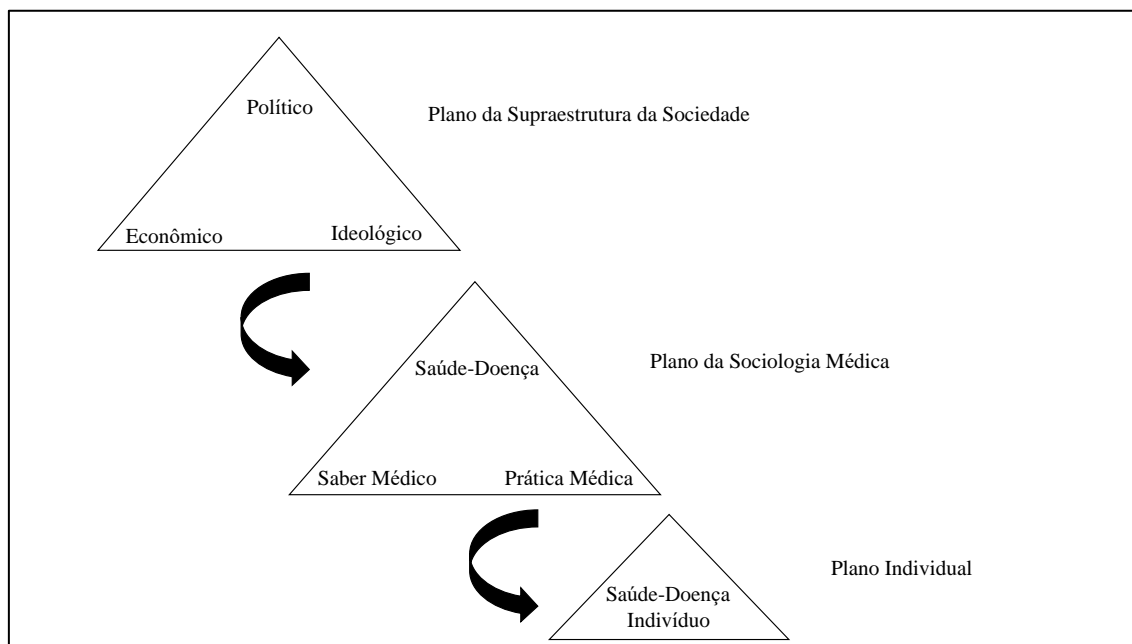 Político
Plano da Supraestrutura da Sociedade
Econômico
Ideológico
Saúde-Doença
Plano da Sociologia Médica
Saber Médico
Prática Médica
Plano Individual
Saúde-Doença
Indivíduo